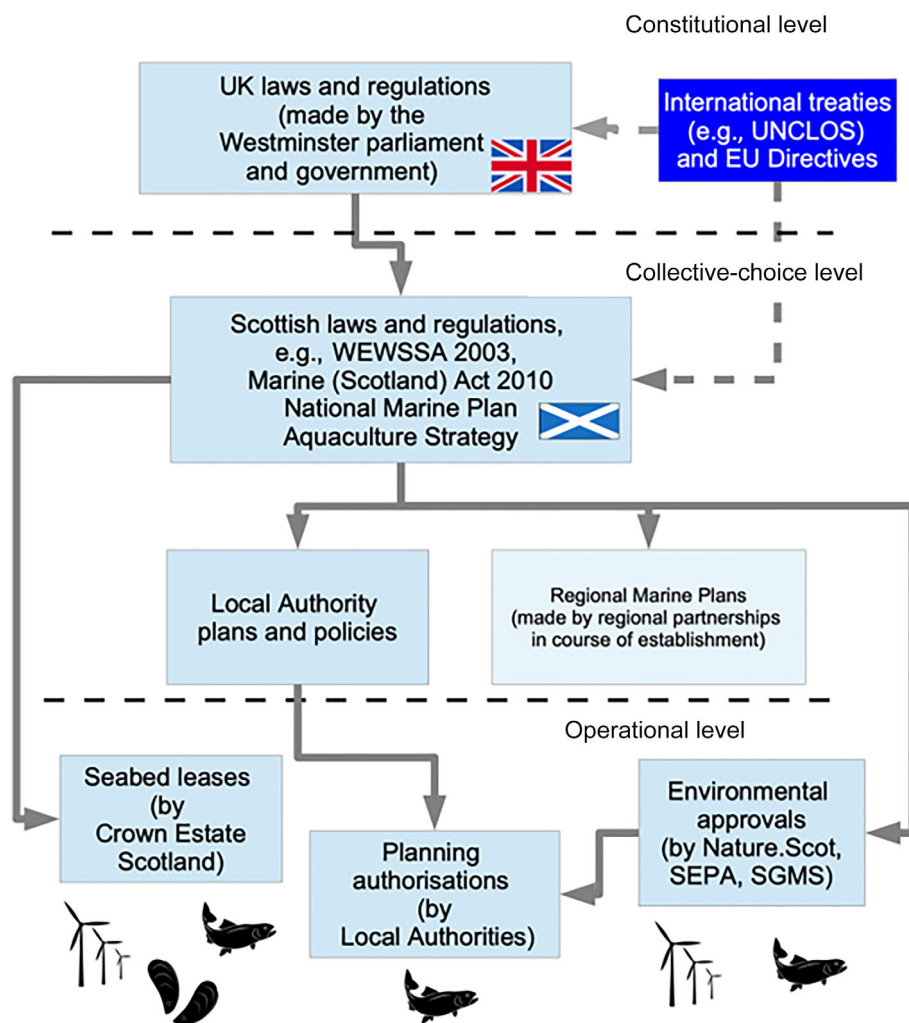 Constitutional level
UK laws and regulations
(made by the
Westminster parliament
and government)
International treaties
(e.g., UNCLOS)
and EU Directives
Collective-choice level
Scottish laws and regulations,
e.g., WEWSSA 2003,
Marine (Scotland) Act 2010
National Marine Plan
Aquaculture Strategy
Local Authority
plans and policies
Regional Marine Plans
(made by regional partnerships
in course of establishment)
Operational level
Seabed leases
(by
Crown Estate
Scotland)
Planning
authorisations
(by
Local Authorities)
Environmental
approvals
(by Nature.Scot,
SEPA, SGMS)